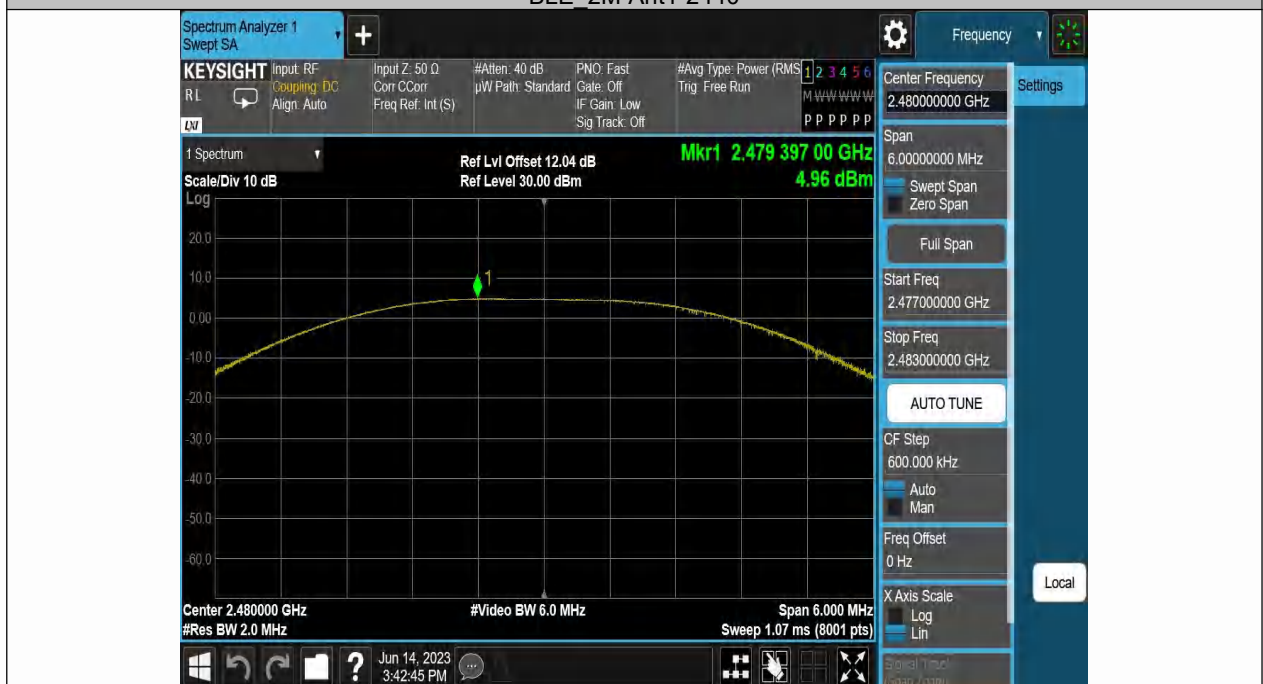 Spectrum Analyzer 1
Swept SA
Frequency
KEYSIGHT
RL
LXI
Input: RF
Coupling: DC
Align: Auto
Input Z: 50 Ω
Corr CCorr
Freq Ref: Int (S)
#Atten: 40 dB
µW Path: Standard
PNO: Fast
Gate: Off
IF Gain: Low
Sig Track: Off
#Avg Type: Power (RMS
Trig: Free Run
1 2 3 4 5 6
M W W W W W
P P P P P P
Center Frequency
2.480000000 GHz
Settings
Span
6.00000000 MHz
Swept Span
Zero Span
Full Span
Start Freq
2.477000000 GHz
Stop Freq
2.483000000 GHz
AUTO TUNE
CF Step
600.000 kHz
Auto
Man
Freq Offset
0 Hz
X Axis Scale
Log
Lin
Local
1 Spectrum
Scale/Div 10 dB
Log
Ref Lvl Offset 12.04 dB
Ref Level 30.00 dBm
Mkr1 2.479 397 00 GHz
4.96 dBm
20.0
10.0
1
0.00
-10.0
-20.0
-30.0
-40.0
-50.0
-60.0
Center 2.480000 GHz
#Res BW 2.0 MHz
#Video BW 6.0 MHz
Span 6.000 MHz
Sweep 1.07 ms (8001 pts)
?
Jun 14, 2023
3:42:45 PM